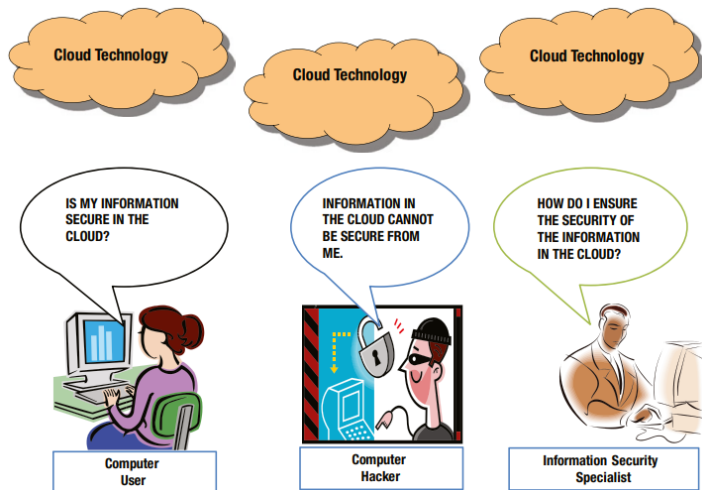 Cloud Technology
Cloud Technology
Cloud Technology
IS MY INFORMATION
SECURE IN THE
CLOUD?
INFORMATION IN
THE CLOUD CANNOT
BE SECURE FROM
ME.
HOW DO I ENSURE
THE SECURITY OF
THE INFORMATION
IN THE CLOUD?
Computer
User
Computer
Hacker
Information Security
Specialist